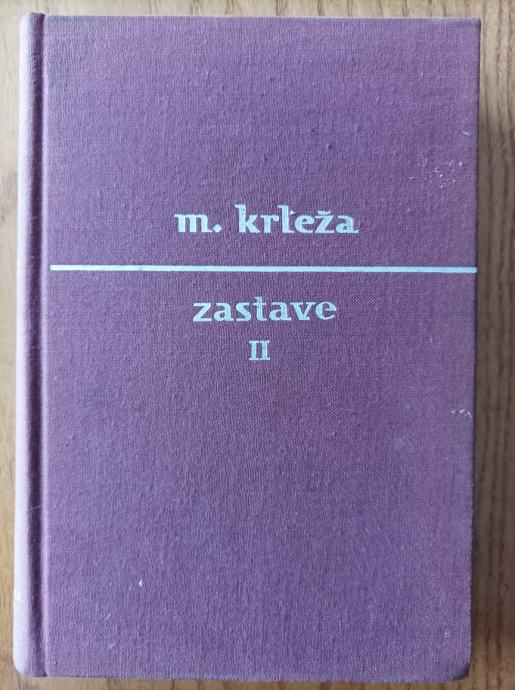 m. krleža
zastave
II